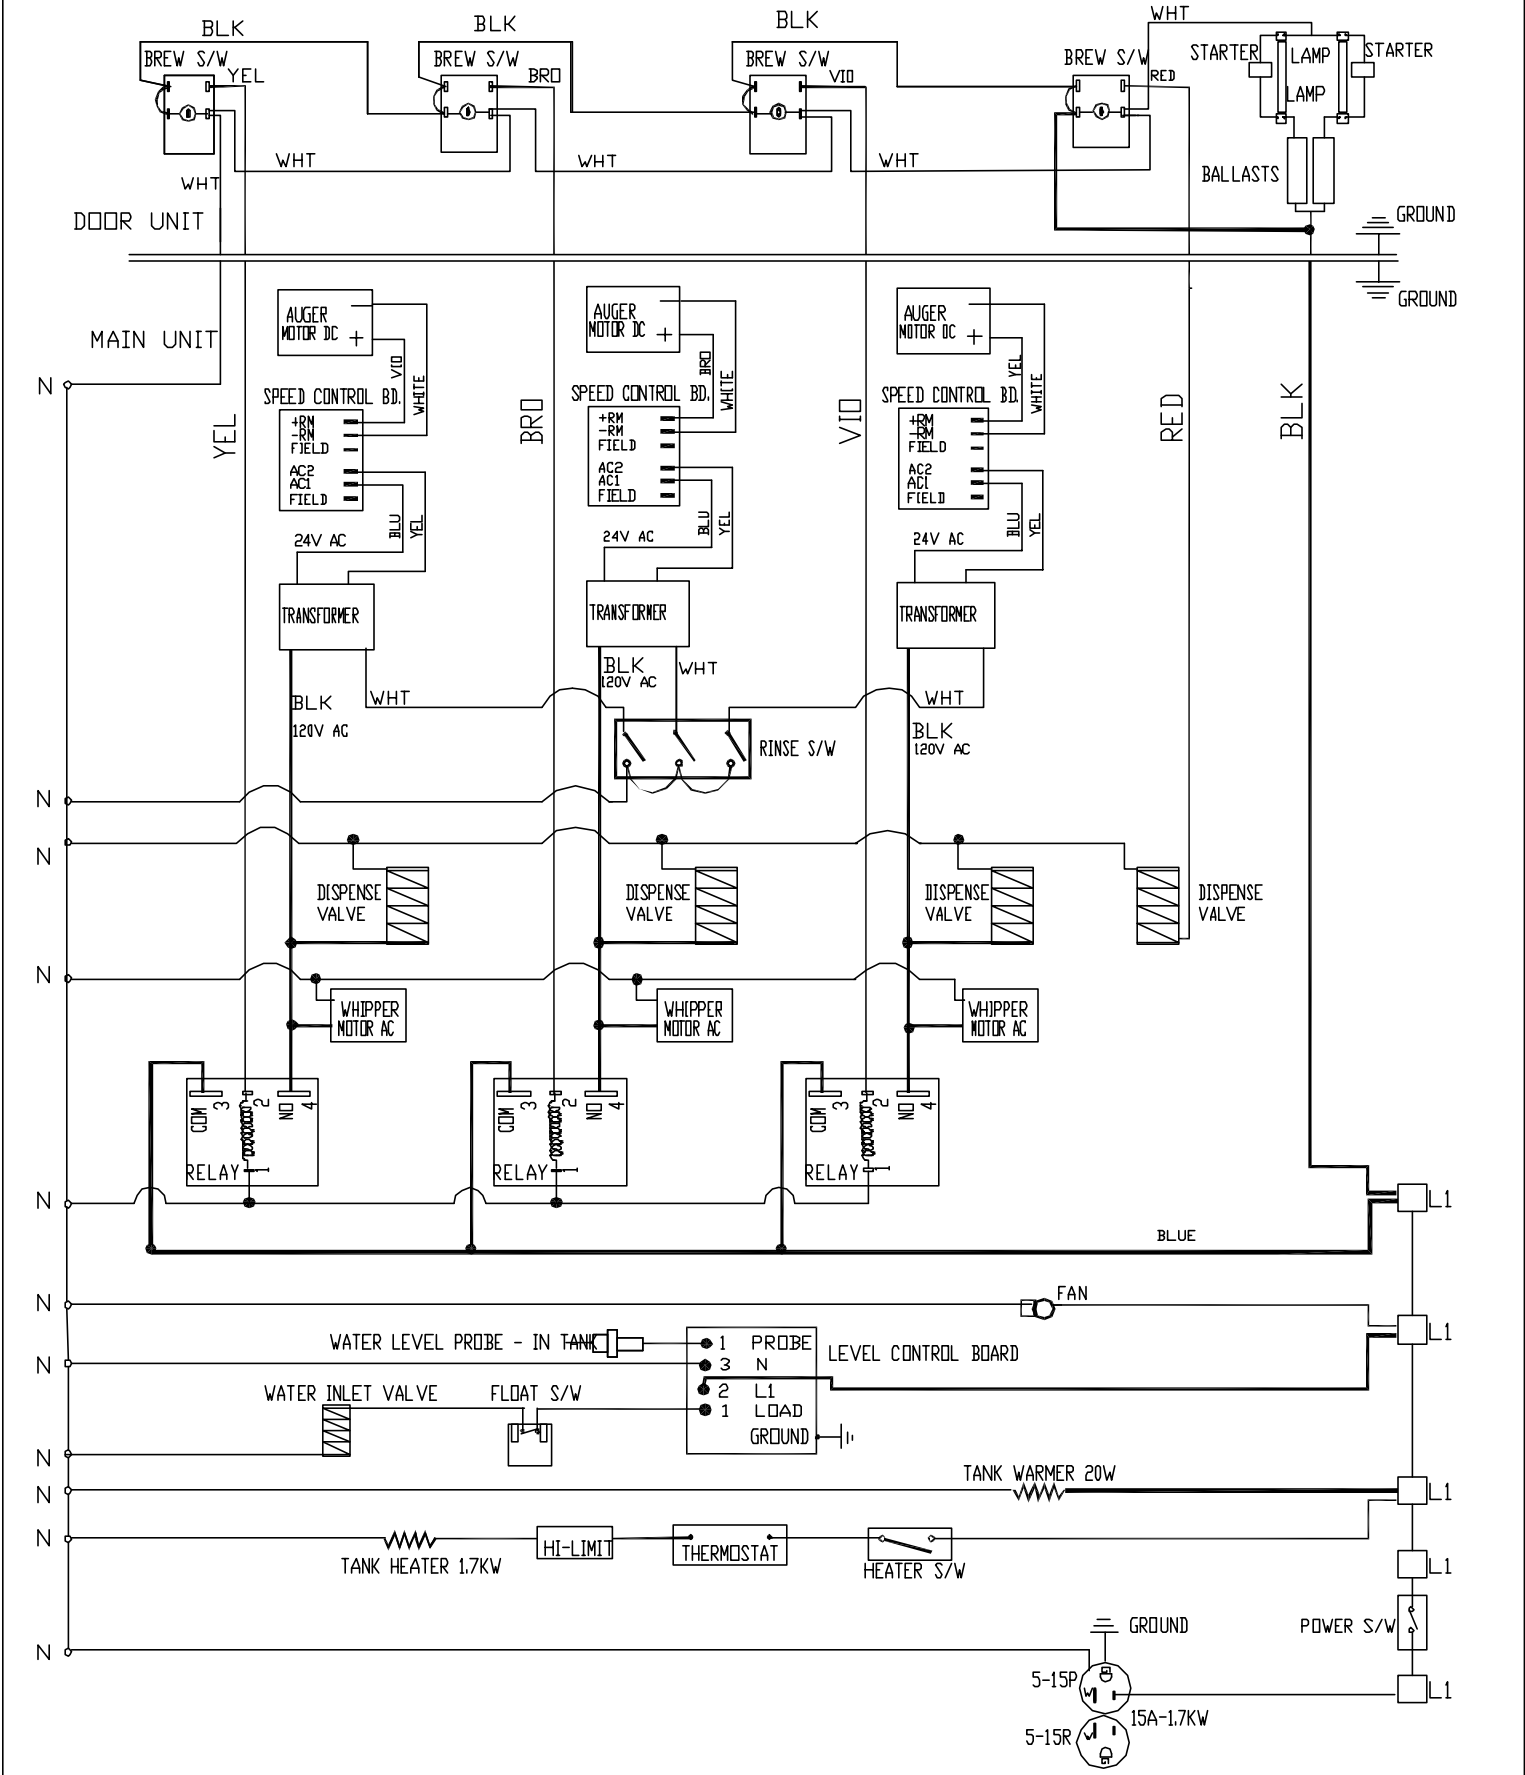 BLK
BLK
BLK
WHT
BREW S/W
BREW S/W
BREW S/W
BREW S/W
STARTER
LAMP
STARTER
YEL
BRO
VIO
RED
LAMP
WHT
WHT
WHT
WHT
BALLASTS
DOOR UNIT
GROUND
GROUND
MAIN UNIT
AUGER
MOTOR DC
+
AUGER
MOTOR DC
+
AUGER
MOTOR DC
+
VIO
WHITE
BRO
WHITE
YEL
WHITE
N
SPEED CONTROL BD.
SPEED CONTROL BD.
SPEED CONTROL BD.
YEL
BRO
VIO
RED
BLK
+RM
-RM
FIELD
AC2
AC1
FIELD
+RM
-RM
FIELD
AC2
AC1
FIELD
+RM
-RM
FIELD
AC2
AC1
FIELD
BLU
YEL
BLU
YEL
BLU
YEL
24V AC
24V AC
24V AC
TRANSFORMER
TRANSFORMER
TRANSFORMER
BLK
120V AC
WHT
BLK
120V AC
WHT
WHT
BLK
120V AC
RINSE S/W
N
N
DISPENSE
VALVE
DISPENSE
VALVE
DISPENSE
VALVE
DISPENSE
VALVE
N
WHIPPER
MOTOR AC
WHIPPER
MOTOR AC
WHIPPER
MOTOR AC
COM
3
2
NO
4
RELAY
1
COM
3
2
NO
4
RELAY
1
COM
3
2
NO
4
RELAY
1
N
L1
BLUE
N
FAN
L1
WATER LEVEL PROBE - IN TANK
1 PROBE
LEVEL CONTROL BOARD
N
3 N
WATER INLET VALVE
FLOAT S/W
2 L1
1 LOAD
GROUND
N
TANK WARMER 20W
N
L1
N
TANK HEATER 1.7KW
HI-LIMIT
THERMOSTAT
HEATER S/W
L1
GROUND
POWER S/W
N
5-15P
G
W
L1
15A-1.7KW
5-15R
W
G